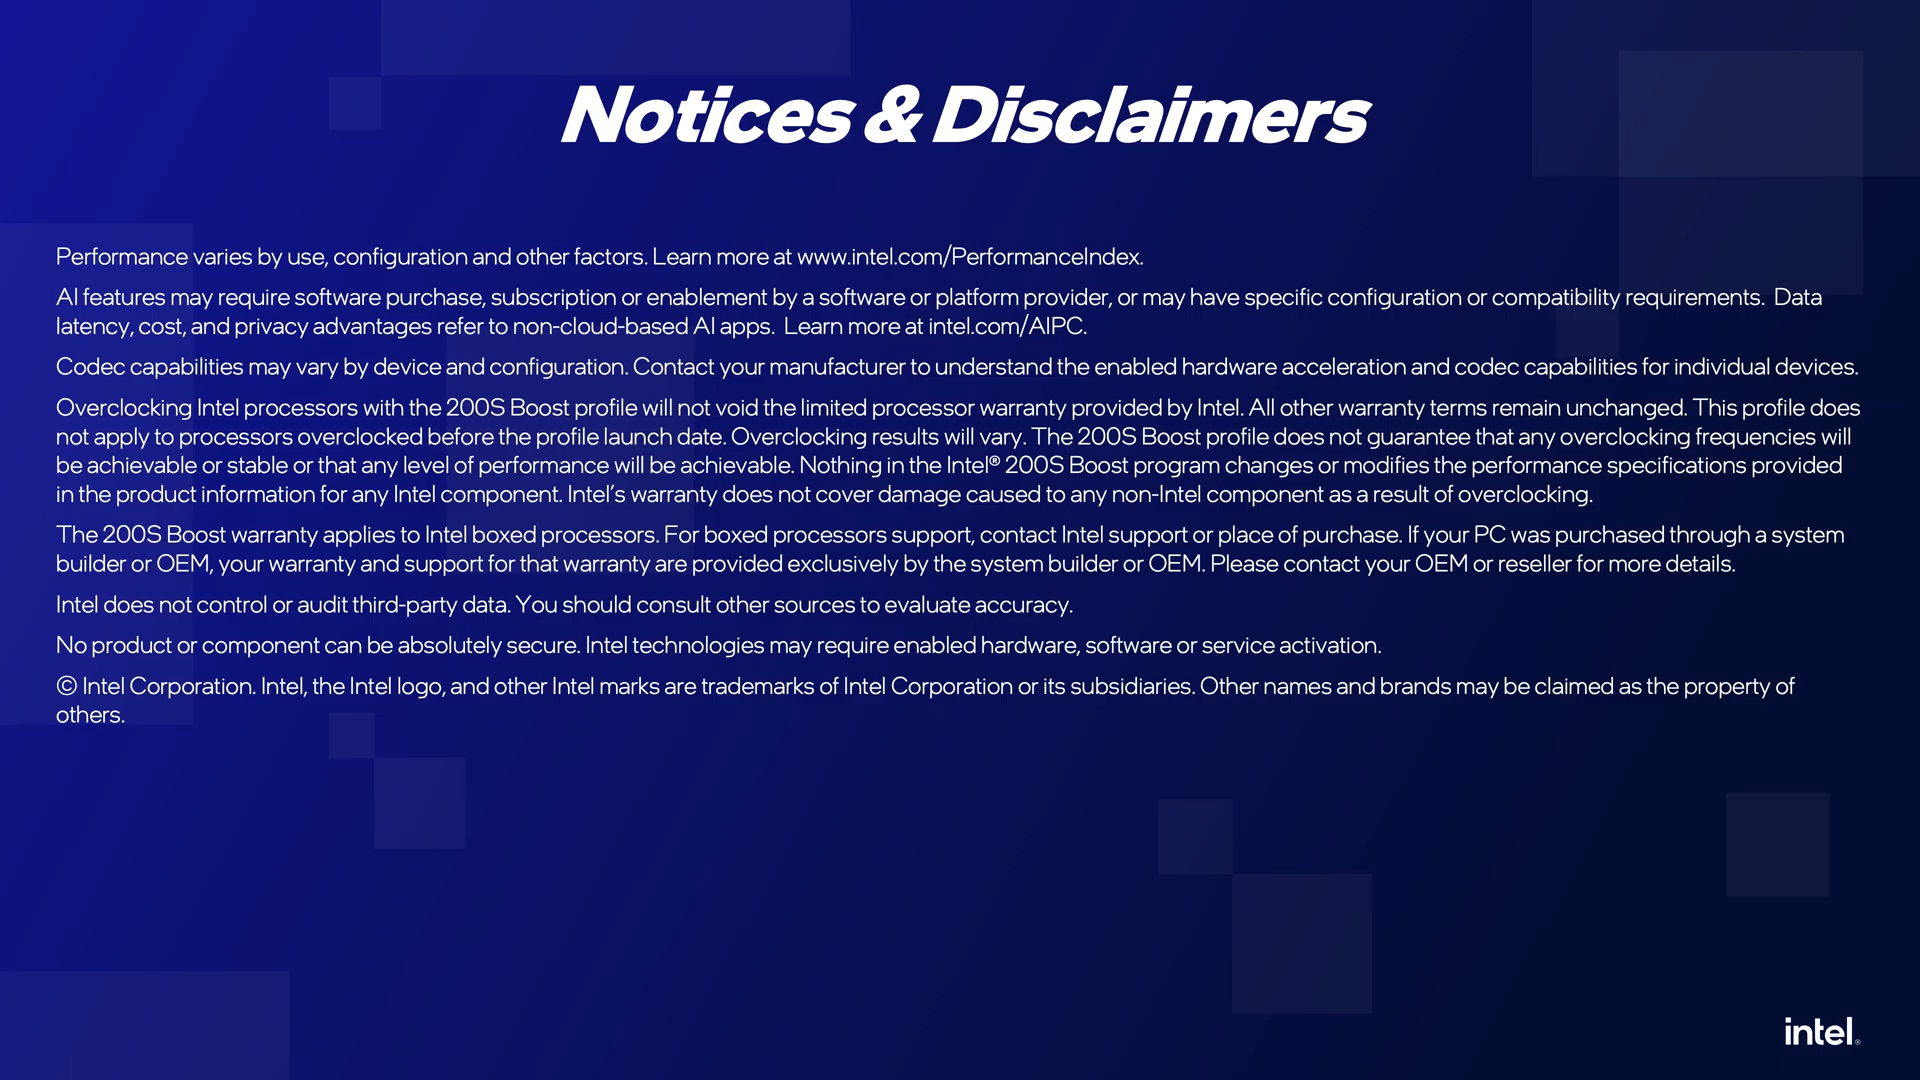 Notices & Disclaimers
Performance varies by use, configuration and other factors. Learn more at www.intel.com/PerformanceIndex.
AI features may require software purchase, subscription or enablement by a software or platform provider, or may have specific configuration or compatibility requirements.  Data
latency, cost, and privacy advantages refer to non-cloud-based AI apps.  Learn more at intel.com/AIPC.
Codec capabilities may vary by device and configuration. Contact your manufacturer to understand the enabled hardware acceleration and codec capabilities for individual devices.
Overclocking Intel processors with the 200S Boost profile will not void the limited processor warranty provided by Intel. All other warranty terms remain unchanged. This profile does
not apply to processors overclocked before the profile launch date. Overclocking results will vary. The 200S Boost profile does not guarantee that any overclocking frequencies will
be achievable or stable or that any level of performance will be achievable. Nothing in the Intel® 200S Boost program changes or modifies the performance specifications provided
in the product information for any Intel component. Intel's warranty does not cover damage caused to any non-Intel component as a result of overclocking.
The 200S Boost warranty applies to Intel boxed processors. For boxed processors support, contact Intel support or place of purchase. If your PC was purchased through a system
builder or OEM, your warranty and support for that warranty are provided exclusively by the system builder or OEM. Please contact your OEM or reseller for more details.
Intel does not control or audit third-party data. You should consult other sources to evaluate accuracy.
No product or component can be absolutely secure. Intel technologies may require enabled hardware, software or service activation.
© Intel Corporation. Intel, the Intel logo, and other Intel marks are trademarks of Intel Corporation or its subsidiaries. Other names and brands may be claimed as the property of
others.
intel®